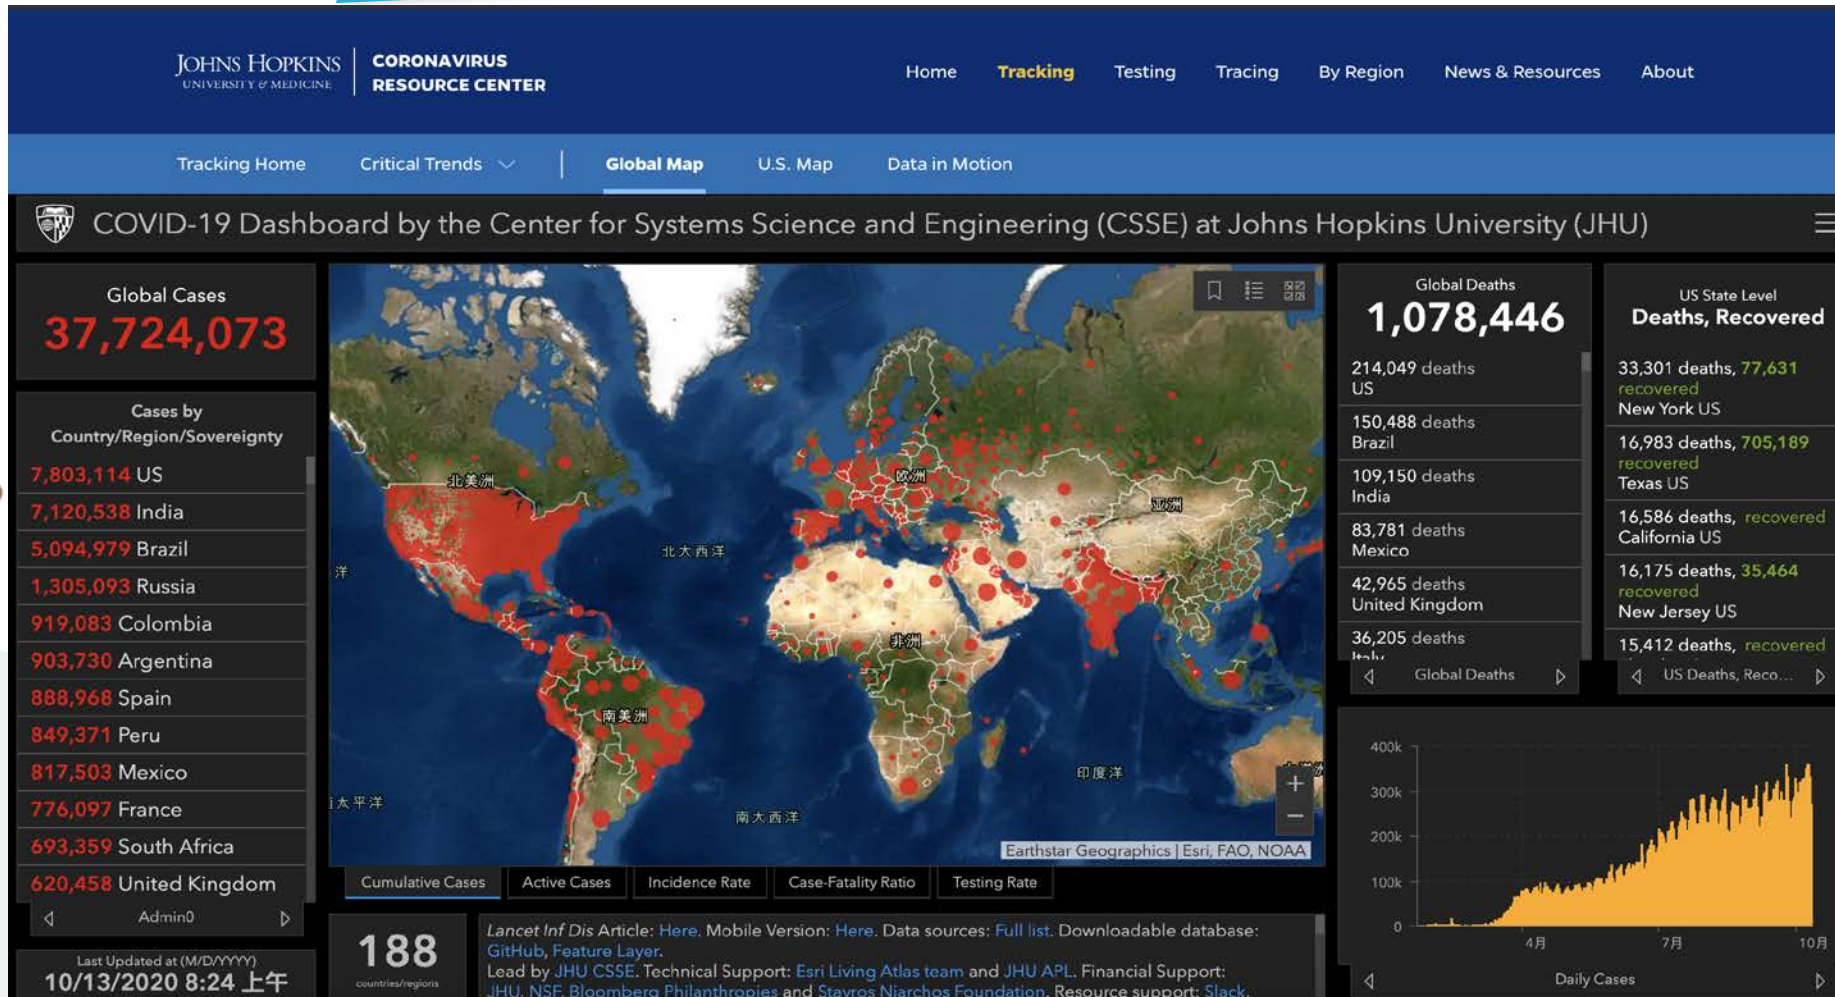 JOHNS HOPKINS
UNIVERSITY & MEDICINE
CORONAVIRUS
RESOURCE CENTER
Home
Tracking
Testing
Tracing
By Region
News & Resources
About
Tracking Home
Critical Trends
Global Map
U.S. Map
Data in Motion
COVID-19 Dashboard by the Center for Systems Science and Engineering (CSSE) at Johns Hopkins University (JHU)
Global Cases
37,724,073
Cases by
Country/Region/Sovereignty
7,803,114 US
7,120,538 India
5,094,979 Brazil
1,305,093 Russia
919,083 Colombia
903,730 Argentina
888,968 Spain
849,371 Peru
817,503 Mexico
776,097 France
693,359 South Africa
620,458 United Kingdom
Admin0
Last Updated at (M/D/YYYY)
10/13/2020 8:24 上午
北美洲
欧洲
亚洲
北大西洋
洋
非洲
南美洲
印度洋
太平洋
南大西洋
+
−
Earthstar Geographics | Esri, FAO, NOAA
Cumulative Cases
Active Cases
Incidence Rate
Case-Fatality Ratio
Testing Rate
188
countries/regions
Lancet Inf Dis Article: Here. Mobile Version: Here. Data sources: Full list. Downloadable database:
GitHub, Feature Layer.
Lead by JHU CSSE. Technical Support: Esri Living Atlas team and JHU APL. Financial Support:
JHU, NSF, Bloomberg Philanthropies and Stavros Niarchos Foundation. Resource support: Slack,
Global Deaths
1,078,446
214,049 deaths
US
150,488 deaths
Brazil
109,150 deaths
India
83,781 deaths
Mexico
42,965 deaths
United Kingdom
36,205 deaths
Italy
Global Deaths
US State Level
Deaths, Recovered
33,301 deaths, 77,631
recovered
New York US
16,983 deaths, 705,189
recovered
Texas US
16,586 deaths, recovered
California US
16,175 deaths, 35,464
recovered
New Jersey US
15,412 deaths, recovered
US Deaths, Reco...
400k
300k
200k
100k
0
4月
7月
10月
Daily Cases